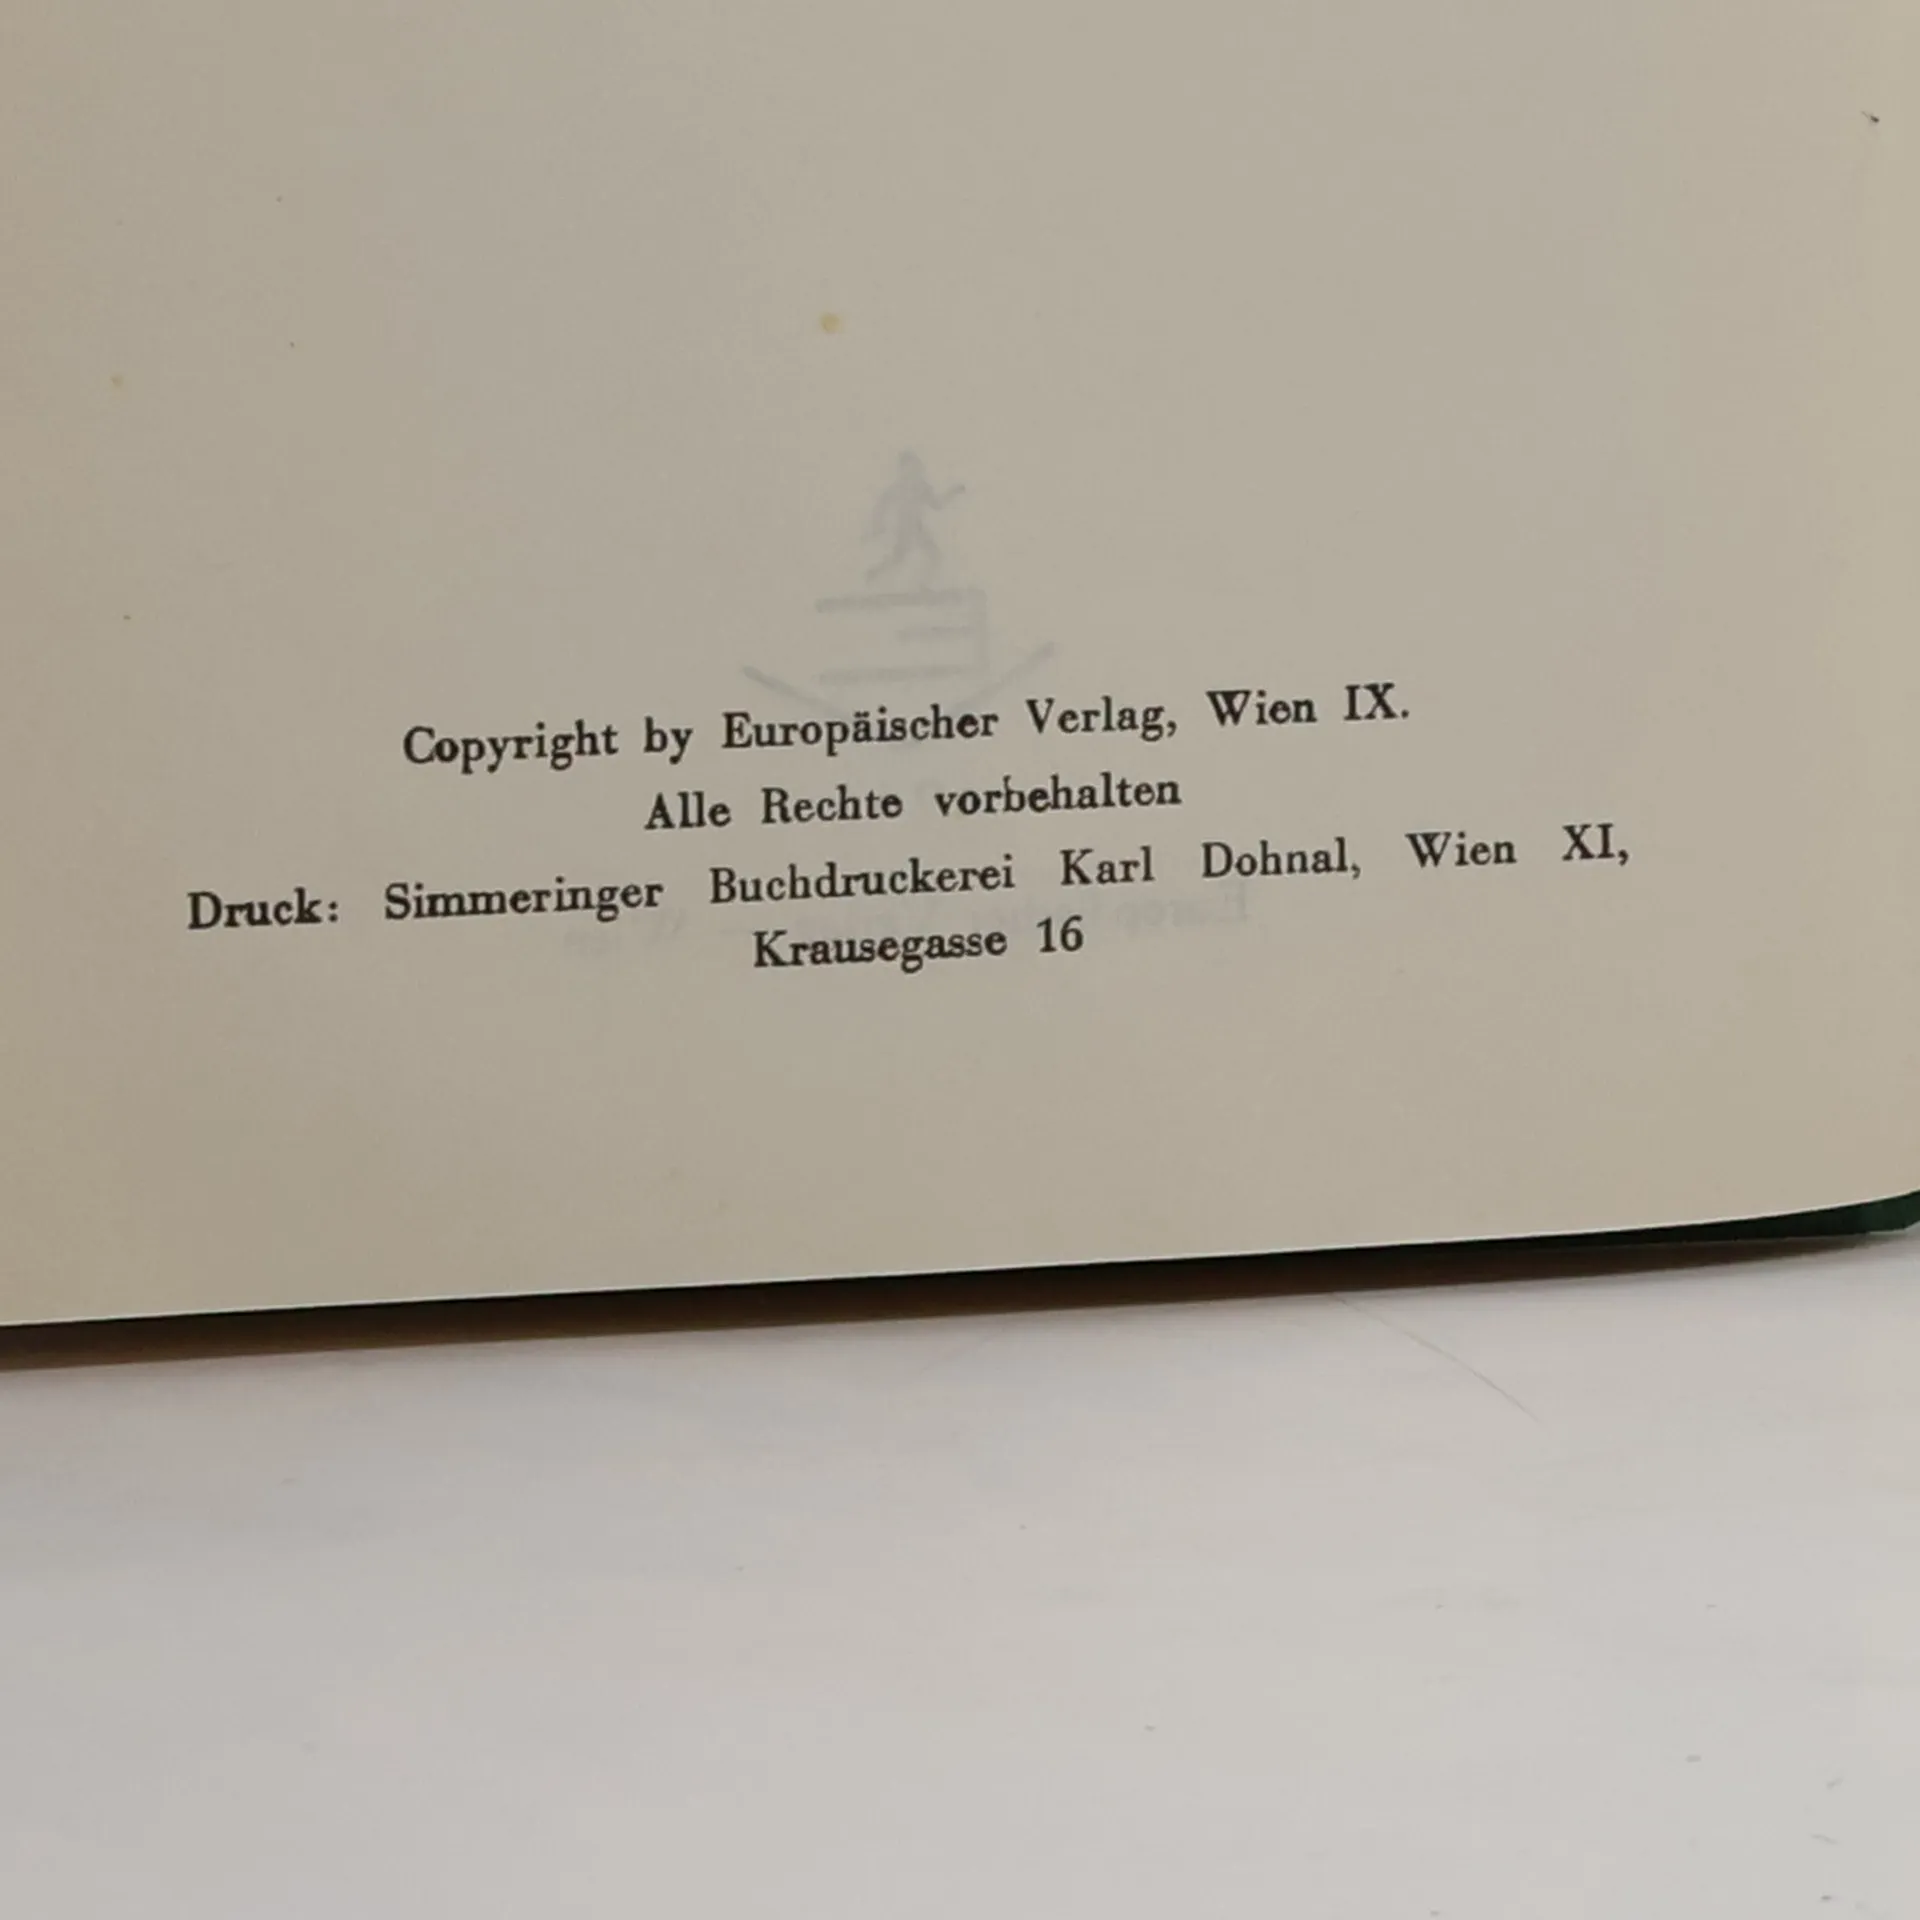 Copyright by Europäischer Verlag, Wien IX.
Alle Rechte vorbehalten
Druck: Simmeringer Buchdruckerei Karl Dohnal, Wien XI,
Krausegasse 16